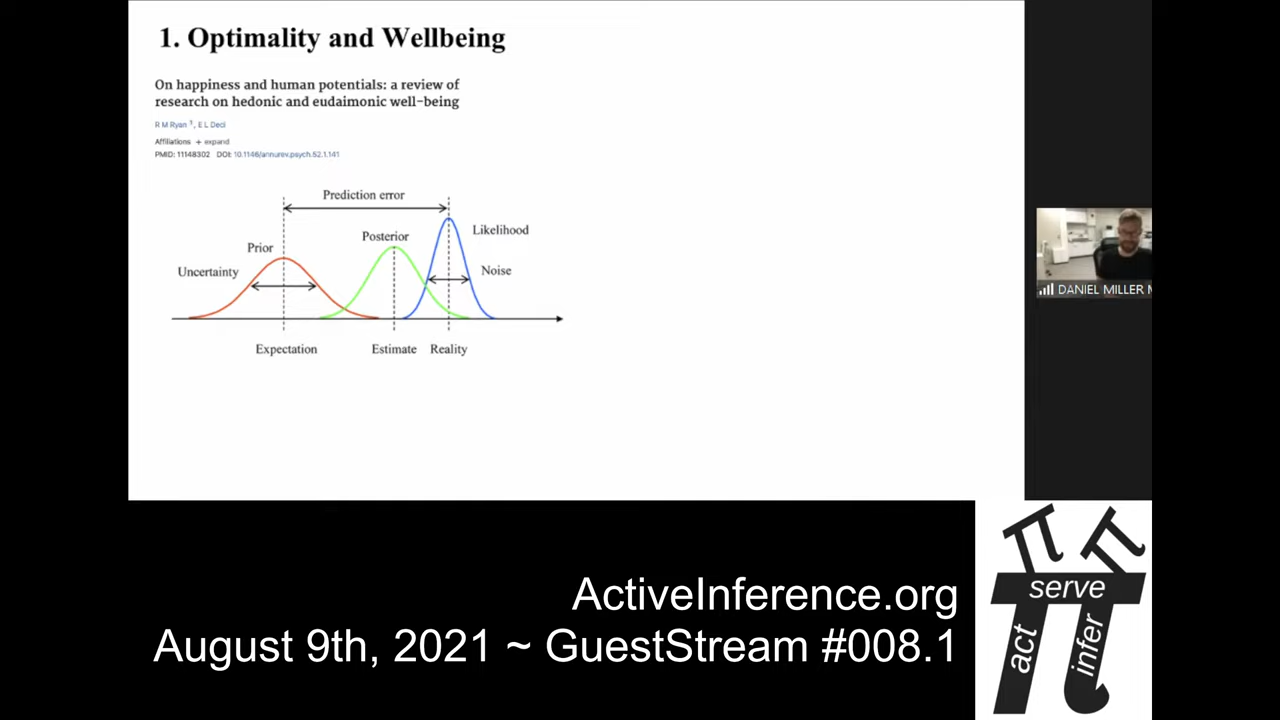 1. Optimality and Wellbeing
On happiness and human potentials: a review of
research on hedonic and eudaimonic well-being
R M Ryan 1, E L Deci
Affiliations + expand
PMID: 11148302 DOI: 10.1146/annurev.psych.52.1.141
Prediction error
Likelihood
Posterior
Prior
Uncertainty
Noise
Expectation Estimate Reality
DANIEL MILLER
ActiveInference.org
August 9th, 2021 ~ GuestStream #008.1
serve
act
infer